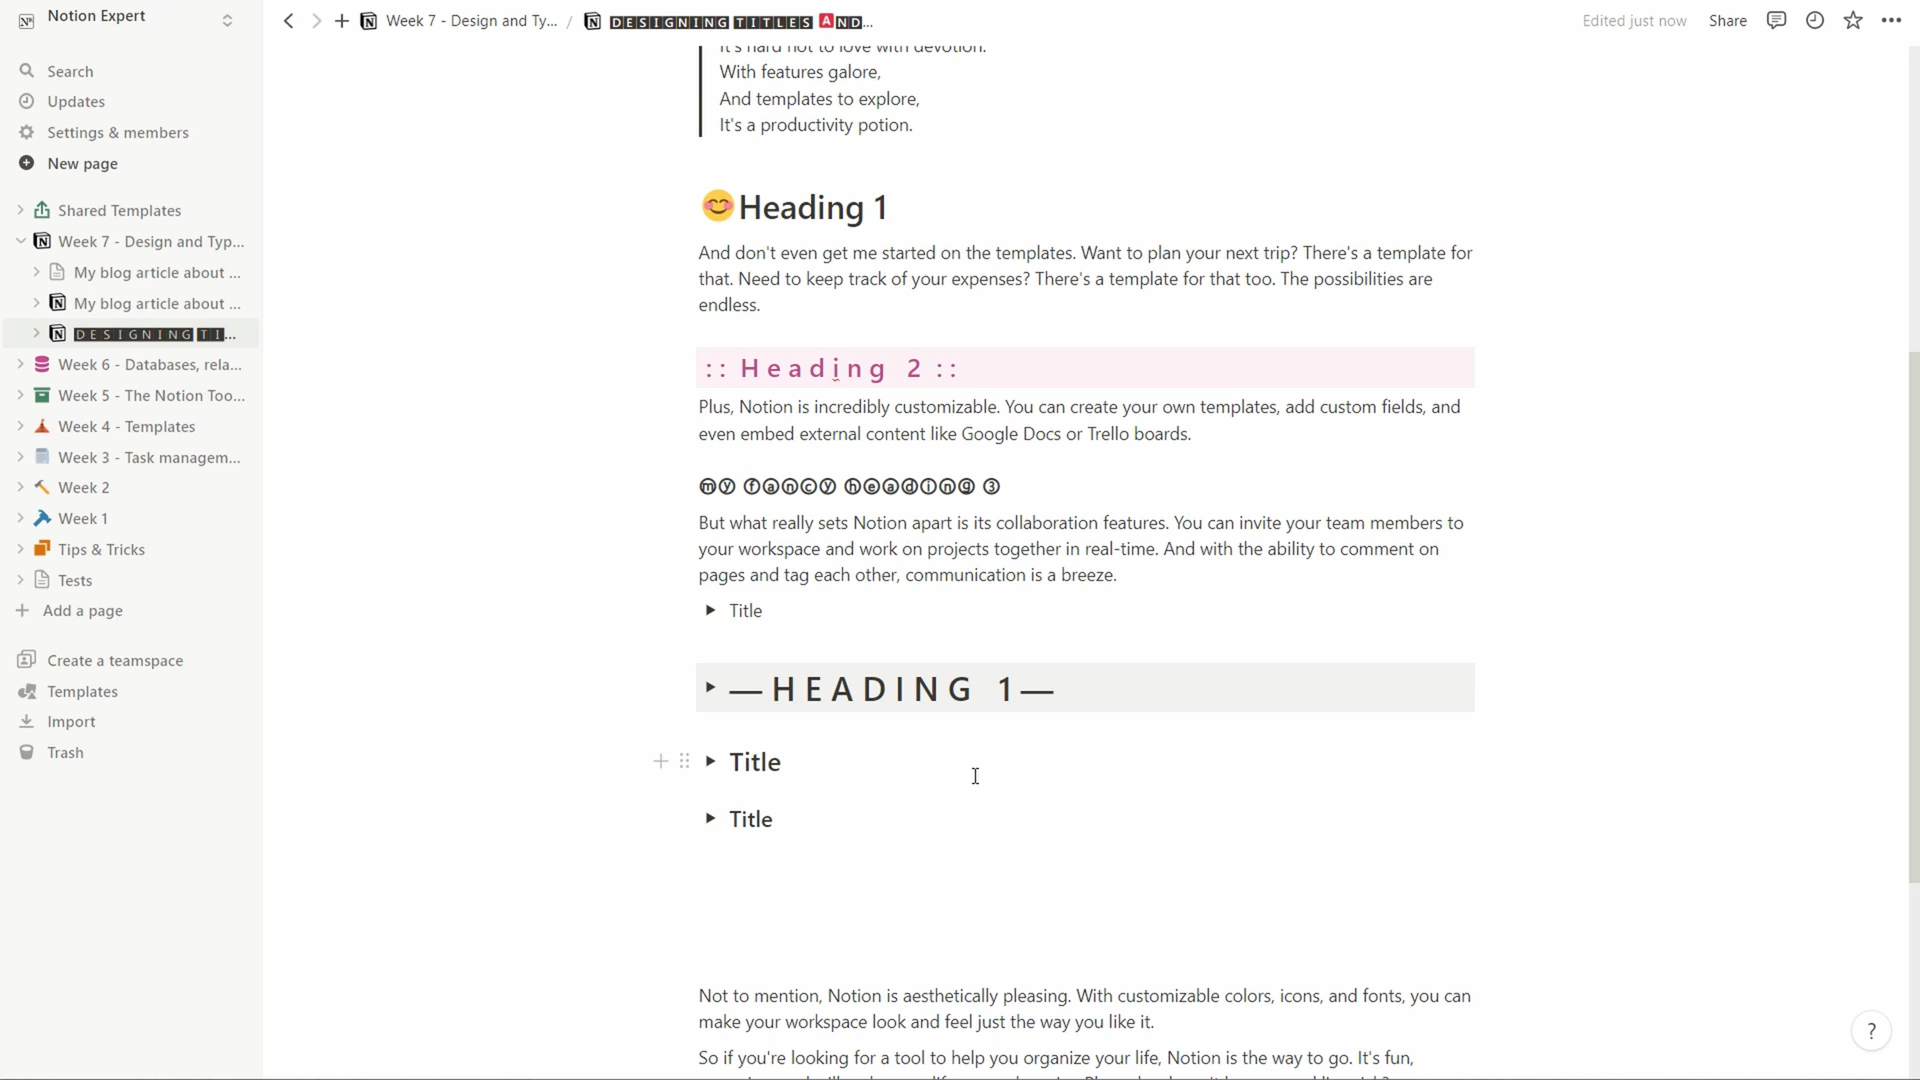 Notion Expert
Week 7 - Design and Ty... / 🅳🅴🆂🅸🅶🅽🅸🅽🅶 🆃🅸🆃🅻🅴🆂 🅰🅽🅳...
Edited just now
Share
Search
Updates
Settings & members
New page
Shared Templates
Week 7 - Design and Typ...
My blog article about ...
My blog article about ...
🅳🅴🆂🅸🅶🅽🅸🅽🅶 🆃🅸...
Week 6 - Databases, rela...
Week 5 - The Notion Too...
Week 4 - Templates
Week 3 - Task managem...
Week 2
Week 1
Tips & Tricks
Tests
Add a page
Create a teamspace
Templates
Import
Trash
It's hard not to love with devotion.
With features galore,
And templates to explore,
It's a productivity potion.
😊Heading 1
And don't even get me started on the templates. Want to plan your next trip? There's a template for
that. Need to keep track of your expenses? There's a template for that too. The possibilities are
endless.
:: H e a d i n g  2 ::
Plus, Notion is incredibly customizable. You can create your own templates, add custom fields, and
even embed external content like Google Docs or Trello boards.
ⓜⓨ ⓕⓐⓝⓒⓨ ⓗⓔⓐⓓⓘⓝⓖ ③
But what really sets Notion apart is its collaboration features. You can invite your team members to
your workspace and work on projects together in real-time. And with the ability to comment on
pages and tag each other, communication is a breeze.
Title
— H E A D I N G  1 —
Title
Title
Not to mention, Notion is aesthetically pleasing. With customizable colors, icons, and fonts, you can
make your workspace look and feel just the way you like it.
So if you're looking for a tool to help you organize your life, Notion is the way to go. It's fun,
?